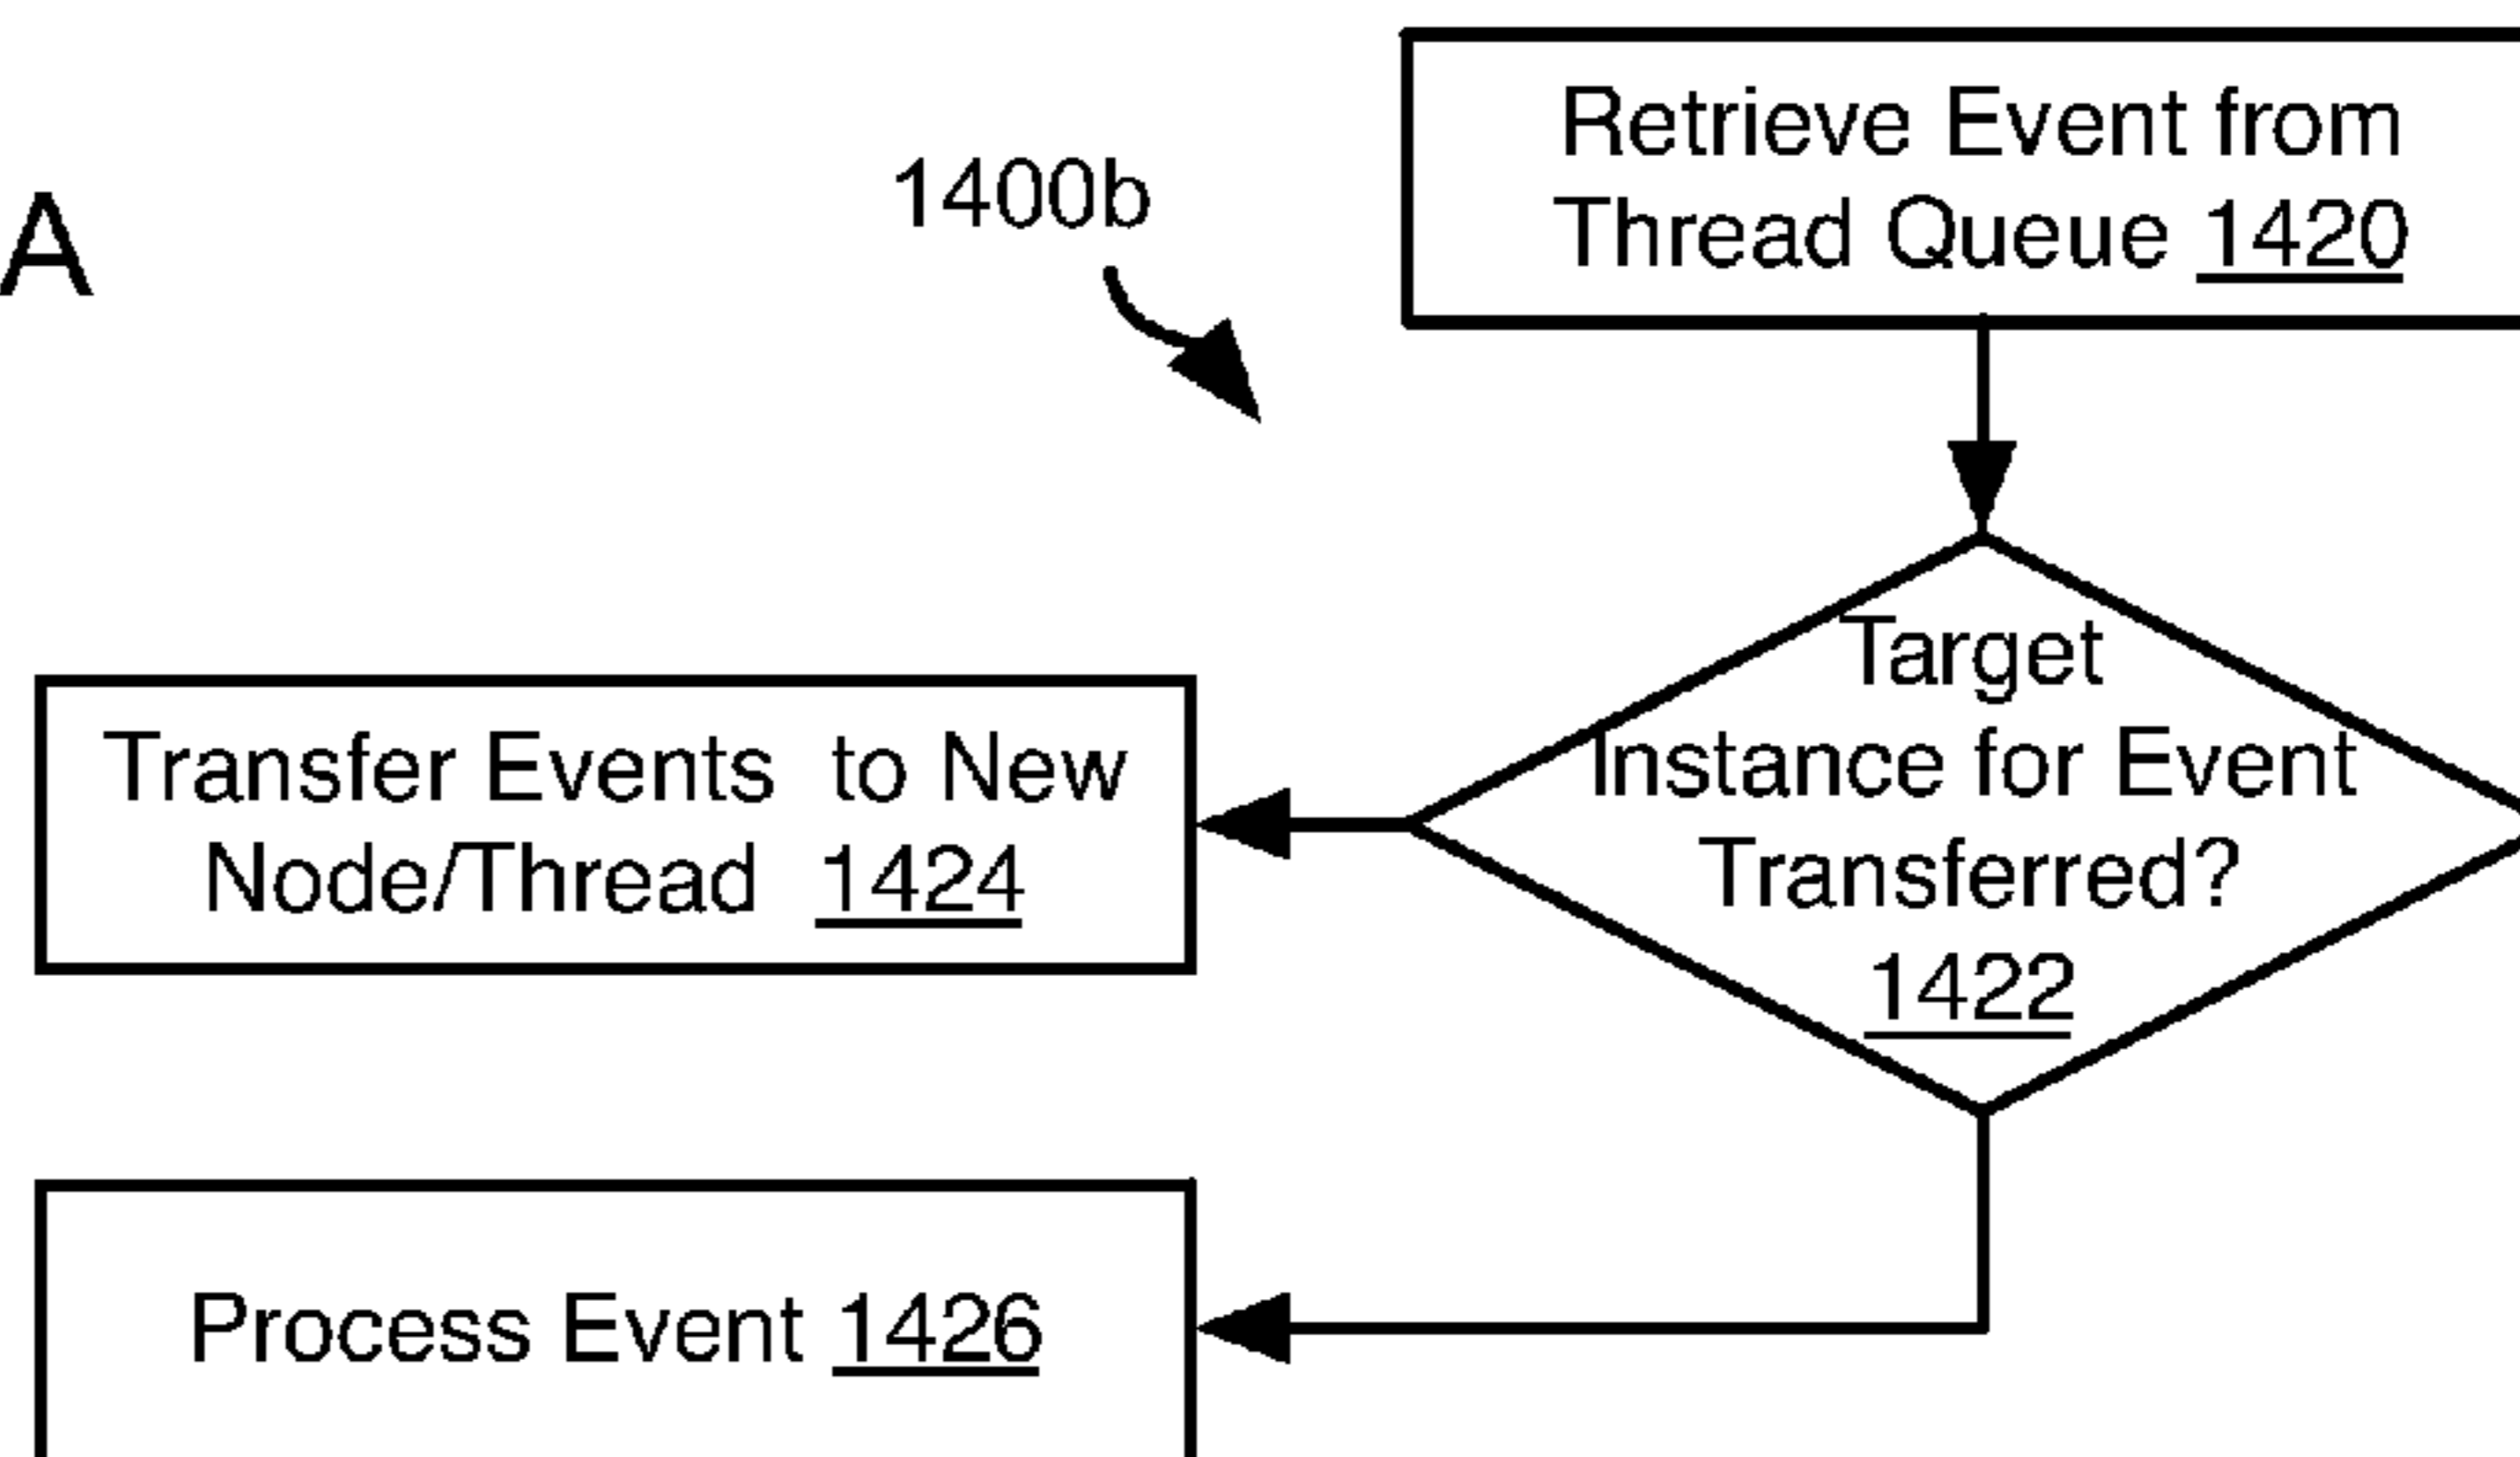 A
1400b
Retrieve Event from
Thread Queue 1420
Target
Instance for Event
Transferred?
1422
Transfer Events to New
Node/Thread 1424
Process Event 1426